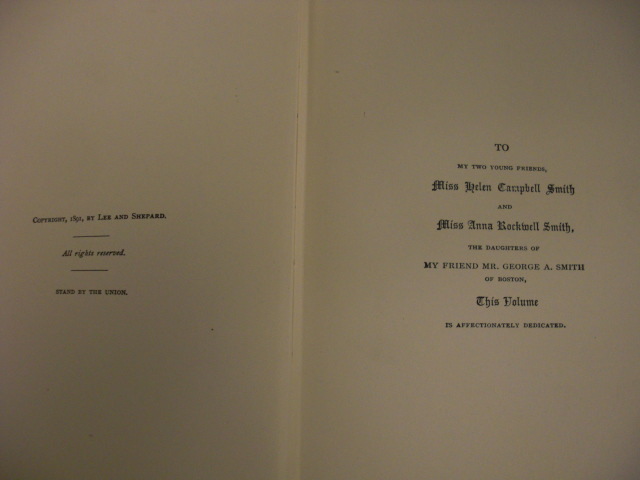 COPYRIGHT, 1891, BY LEE AND SHEPARD.
All rights reserved.
STAND BY THE UNION.
TO
MY TWO YOUNG FRIENDS,
Miss Helen Campbell Smith
AND
Miss Anna Rockwell Smith,
THE DAUGHTERS OF
MY FRIEND MR. GEORGE A. SMITH
OF BOSTON,
This Volume
IS AFFECTIONATELY DEDICATED.